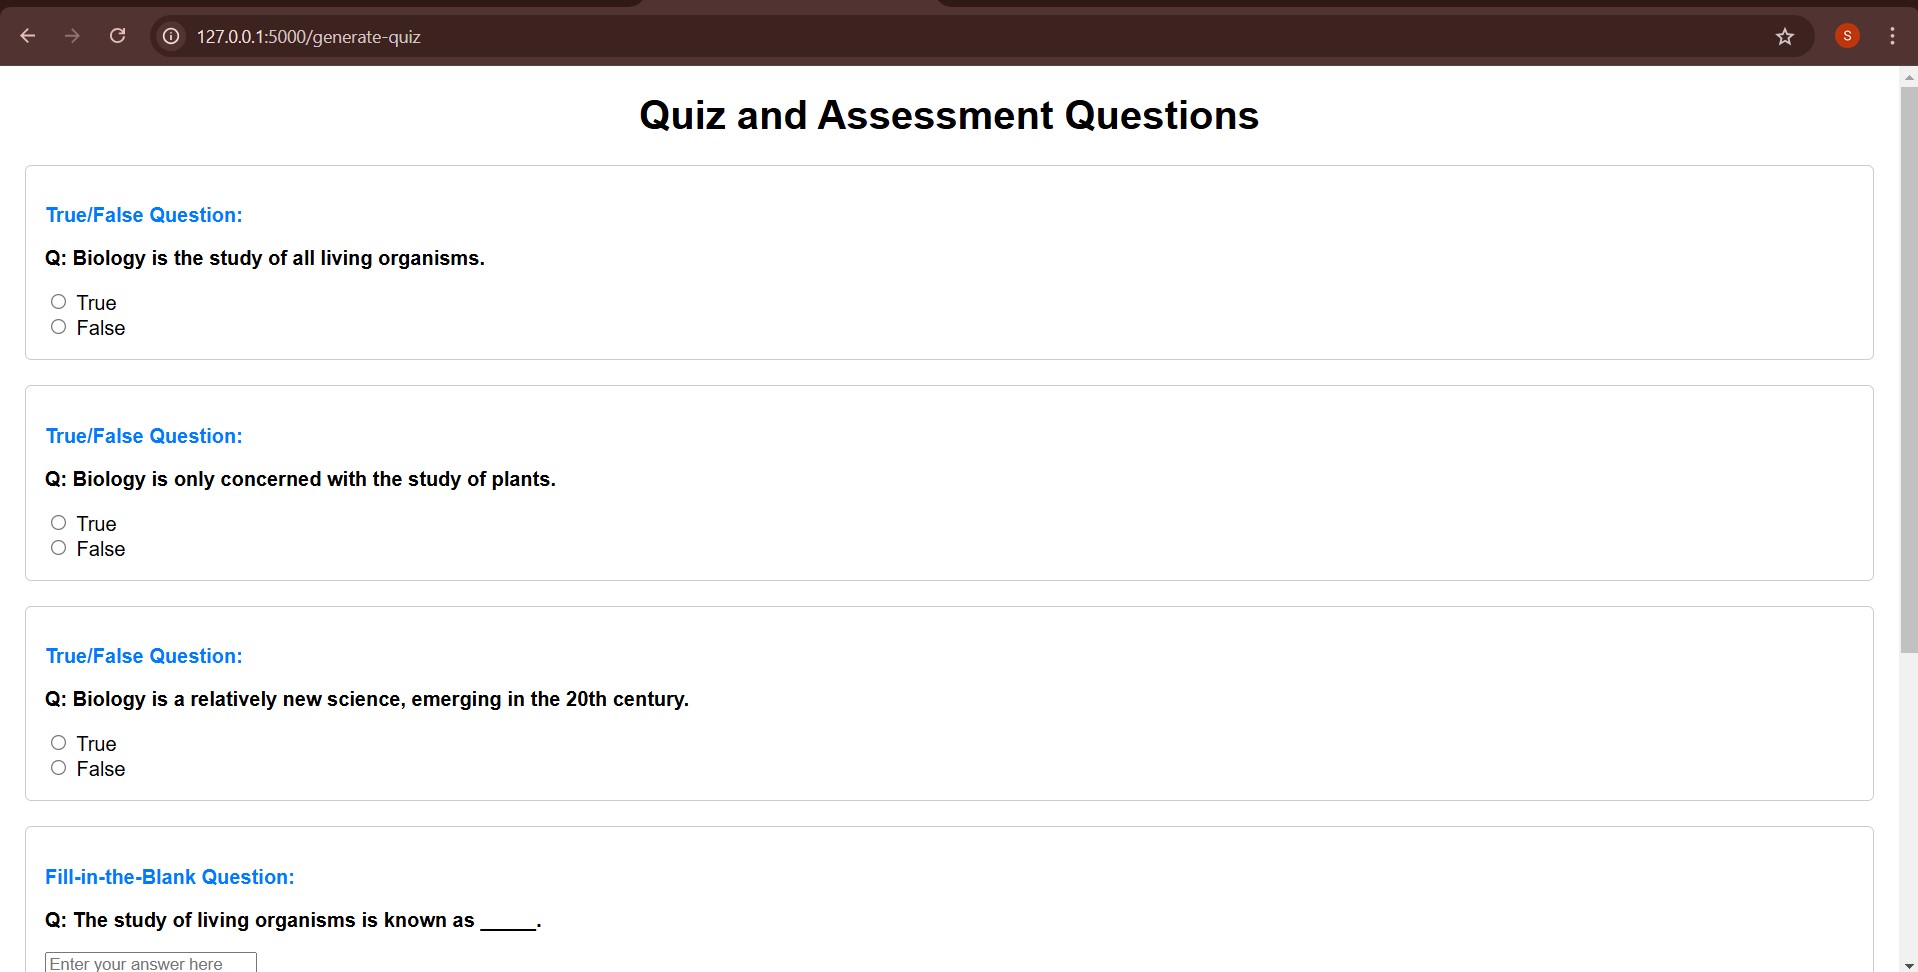 127.0.0.1:5000/generate-quiz
S
Quiz and Assessment Questions
True/False Question:
Q: Biology is the study of all living organisms.
True
False
True/False Question:
Q: Biology is only concerned with the study of plants.
True
False
True/False Question:
Q: Biology is a relatively new science, emerging in the 20th century.
True
False
Fill-in-the-Blank Question:
Q: The study of living organisms is known as _____.
Enter your answer here